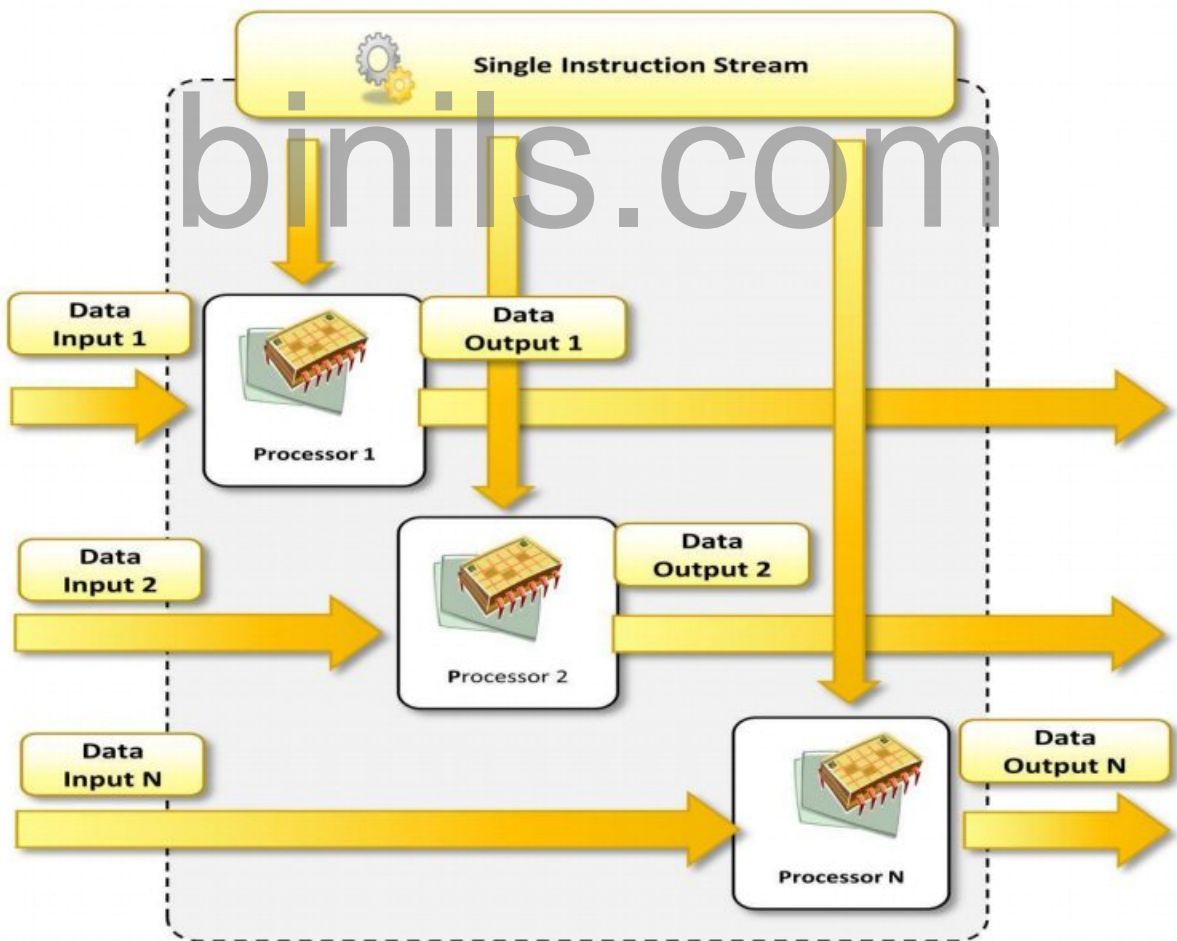 Single Instruction Stream
binils.com
Data
Input 1
Data
Output 1
Processor 1
Data
Input 2
Data
Output 2
Processor 2
Data
Input N
Data
Output N
Processor N